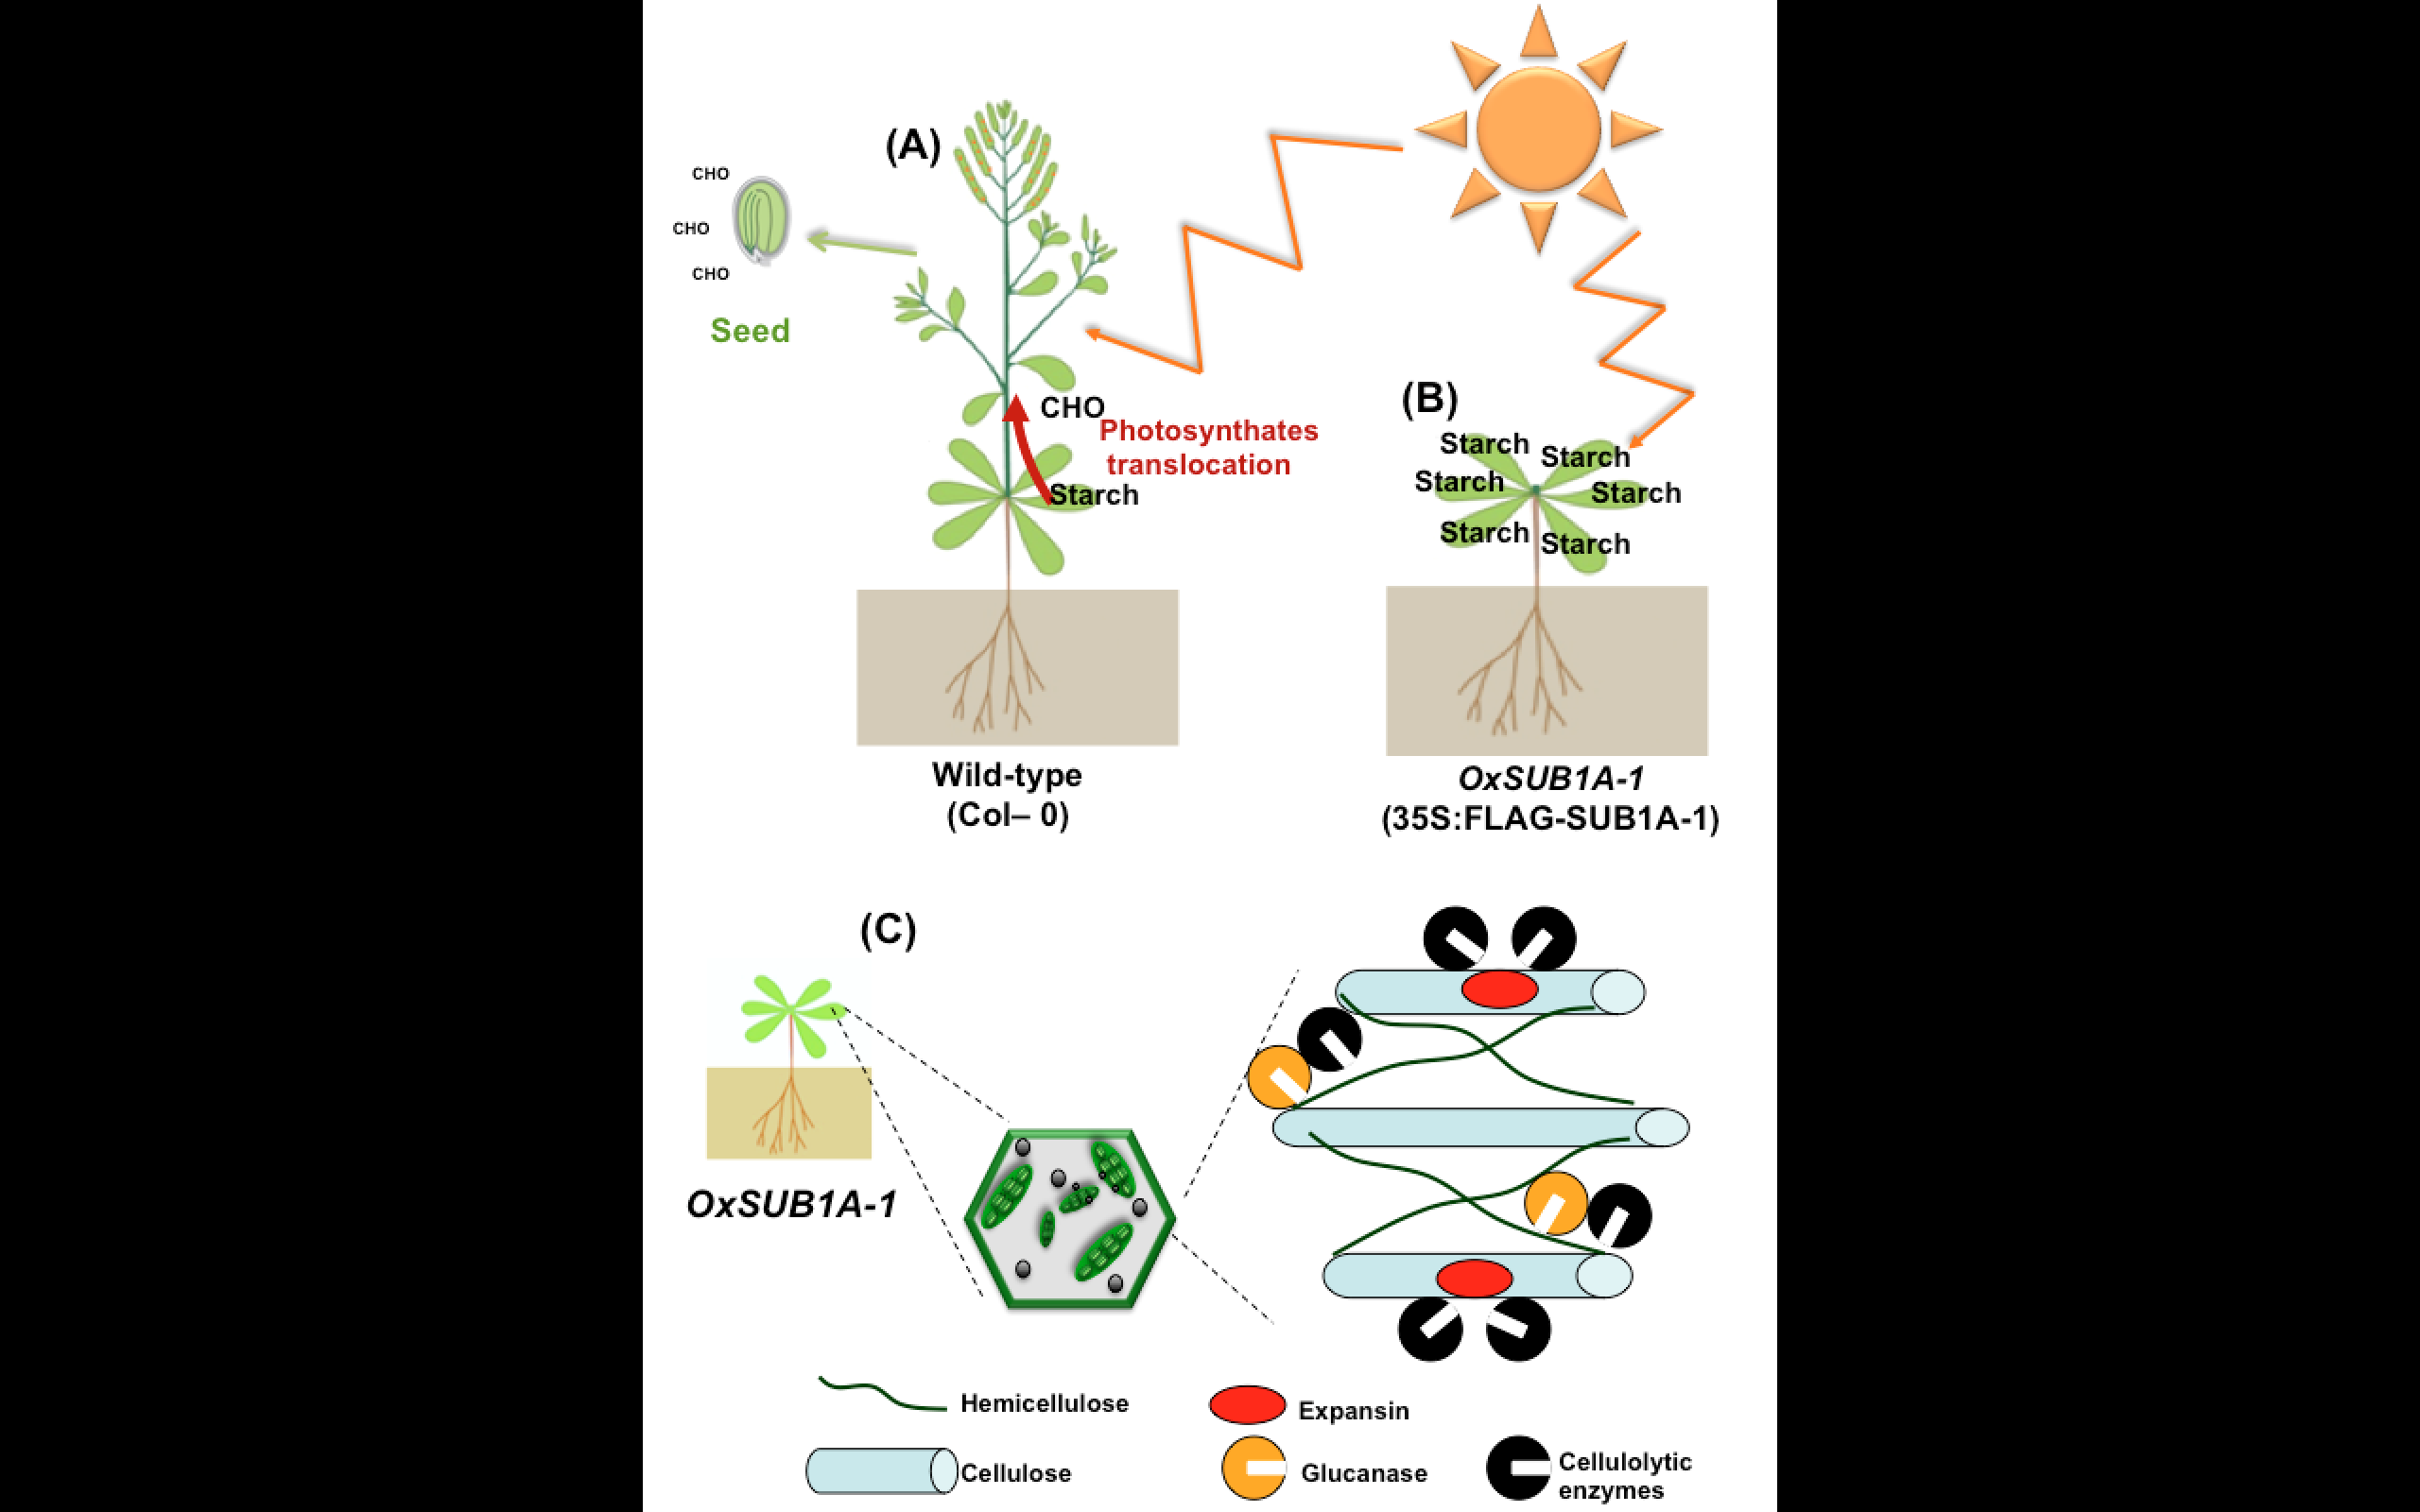 (A)
CHO
CHO
CHO
Seed
CHO
Photosynthates
translocation
Starch
Wild-type
(Col– 0)
(B)
Starch
Starch
Starch
Starch
Starch
Starch
OxSUB1A-1
(35S:FLAG-SUB1A-1)
(C)
OxSUB1A-1
Hemicellulose
Expansin
Cellulose
Glucanase
Cellulolytic
enzymes